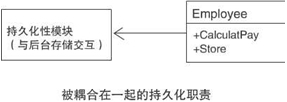 持久化性模块
（与后台存储交互）
Employee
+CalculatPay
+Store
被耦合在一起的持久化职责